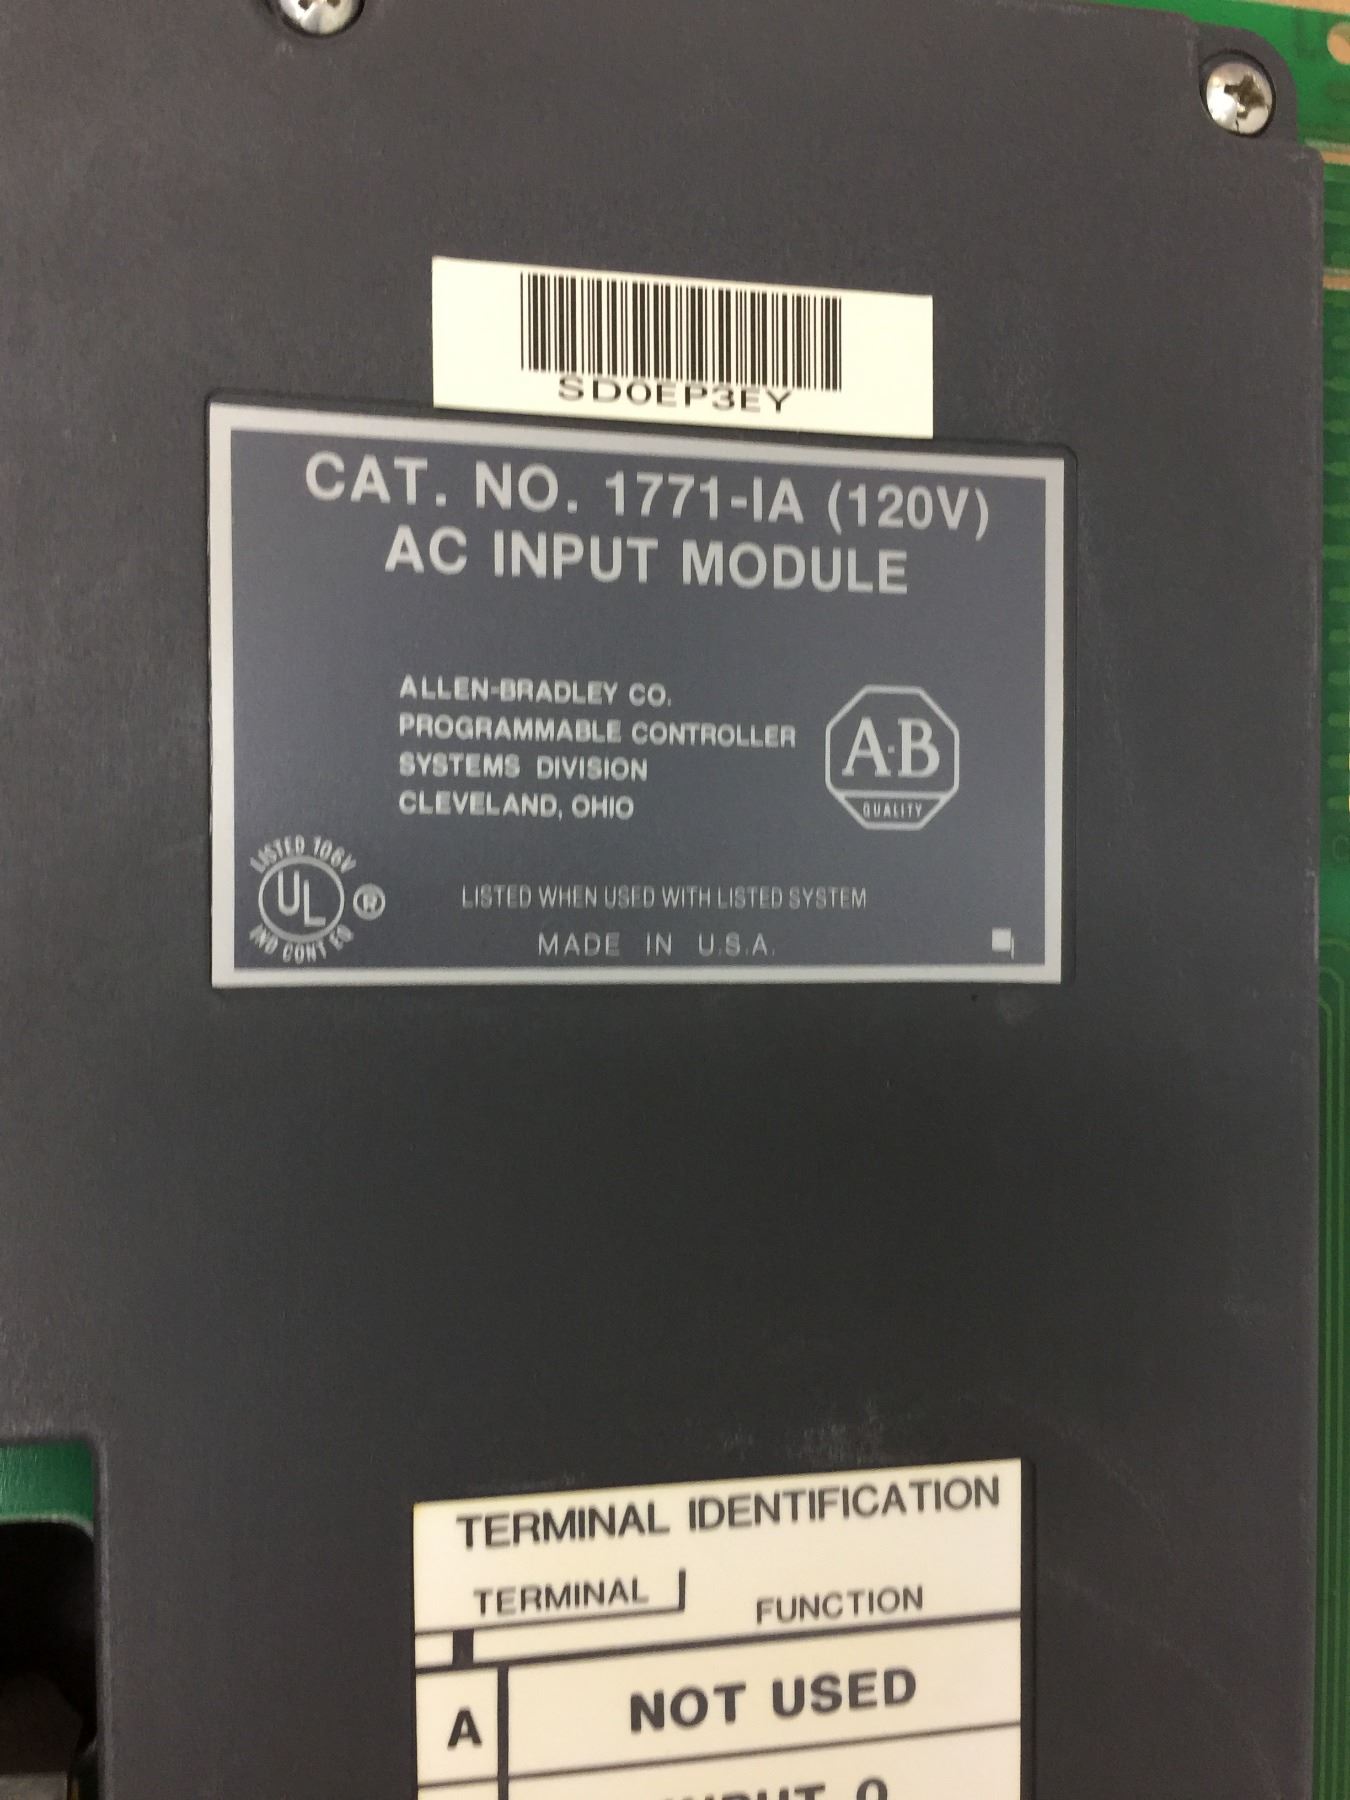 SD0EP3EY
CAT. NO. 1771-IA (120V)
AC INPUT MODULE
ALLEN-BRADLEY CO.
PROGRAMMABLE CONTROLLER
SYSTEMS DIVISION
CLEVELAND, OHIO
A-B
QUALITY
LISTED 106V
UL ®
IND CONT EQ
LISTED WHEN USED WITH LISTED SYSTEM
MADE IN U.S.A.
TERMINAL IDENTIFICATION
TERMINAL
FUNCTION
A NOT USED
INPUT 0